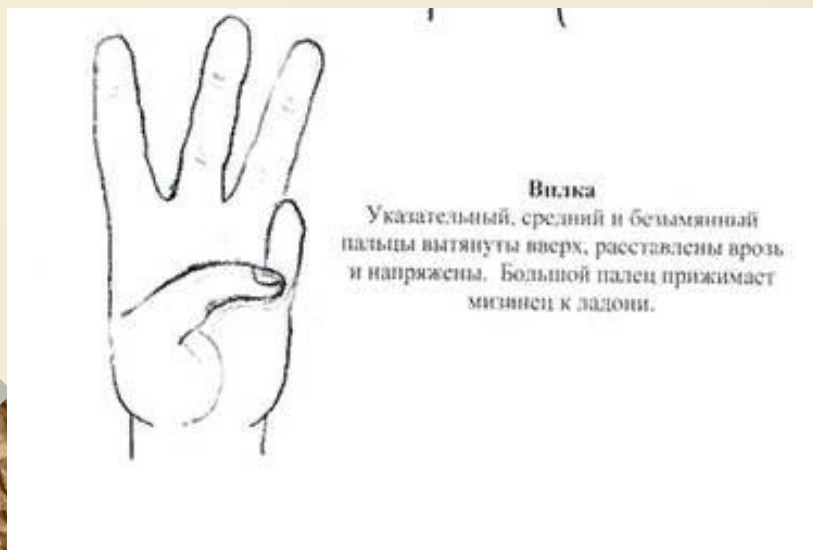 Вилка
Указательный, средний и безымянный
пальцы вытянуты вверх, расставлены врозь
и напряжены. Большой палец прижимает
мизинец к ладони.